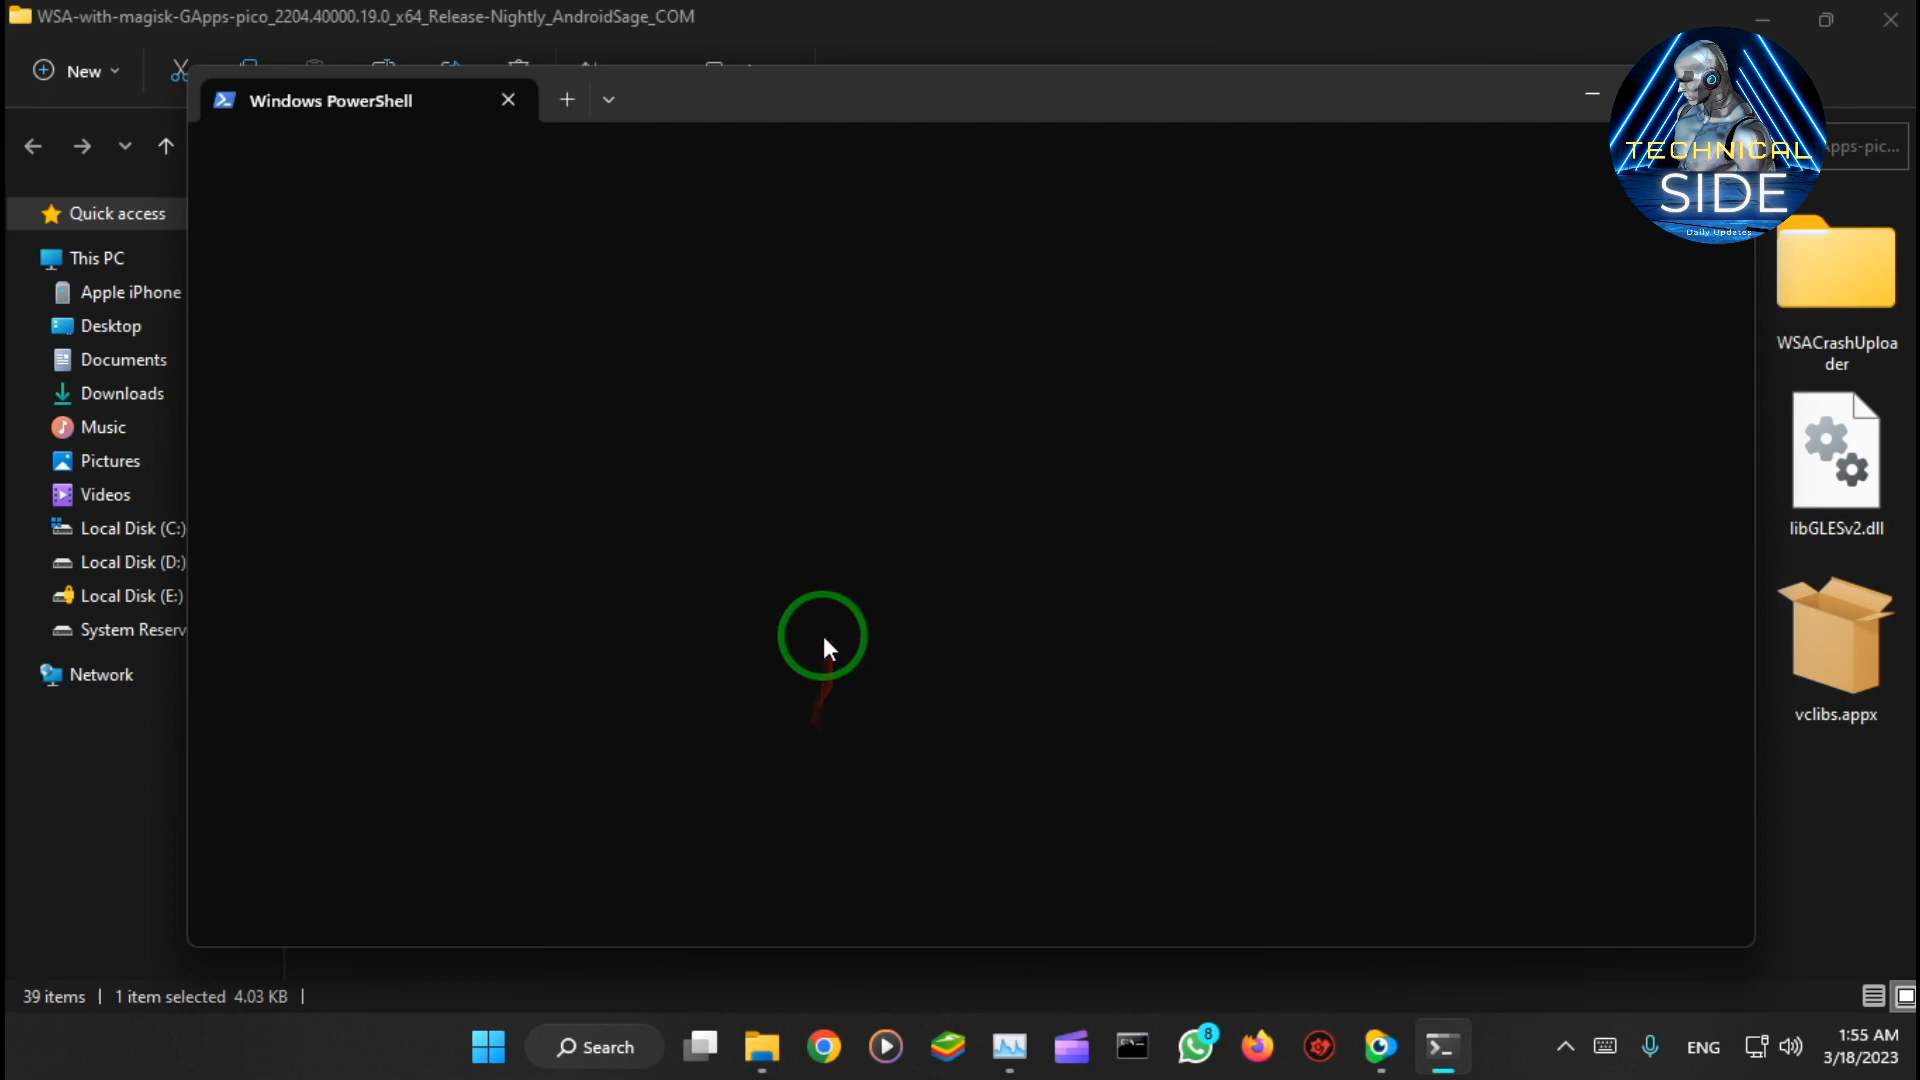 WSA-with-magisk-GApps-pico_2204.40000.19.0_x64_Release-Nightly_AndroidSage_COM
New
Windows PowerShell
TECHNICAL
SIDE
Daily Updates
pps-pic...
Quick access
This PC
Apple iPhone
Desktop
Documents
Downloads
Music
Pictures
Videos
Local Disk (C:)
Local Disk (D:)
Local Disk (E:)
System Reserv
Network
WSACrashUploa
der
libGLESv2.dll
vclibs.appx
39 items
1 item selected 4.03 KB
Search
8
ENG
1:55 AM
3/18/2023